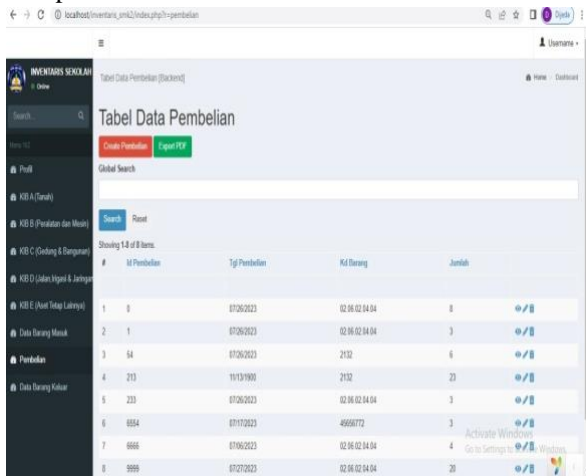 localhost/inventaris_smk2/index.php?r=pembelian
Dijeda
Username
INVENTARIS SEKOLAH
Online
Tabel Data Pembelian [Backend]
Home Dashboard
Search...
Tabel Data Pembelian
Create Pembelian Export PDF
Global Search
Profil
KIB A (Tanah)
KIB B (Peralatan dan Mesin)
Search Reset
KIB C (Gedung & Bangunan)
Showing 1-8 of 8 items.
# Id Pembelian Tgl Pembelian Kd Barang Jumlah
KIB D (Jalan, Irigasi & Jaringan
KIB E (Aset Tetap Lainnya)
1 0 07/26/2023 02.06.02.04.04 0
Data Barang Masuk
2 1 07/26/2023 02.06.02.04.04 3
Pembelian
3 54 07/26/2023 2132 6
4 213 11/13/1900 2132 23
Data Barang Keluar
5 233 07/26/2023 02.06.02.04.04 3
6 6554 07/17/2023 45656772 3
Activate Windows
7 6666 07/06/2023 02.06.02.04.04 4
Go to Settings to Windows.
8 9999 07/27/2023 02.06.02.04.04 20